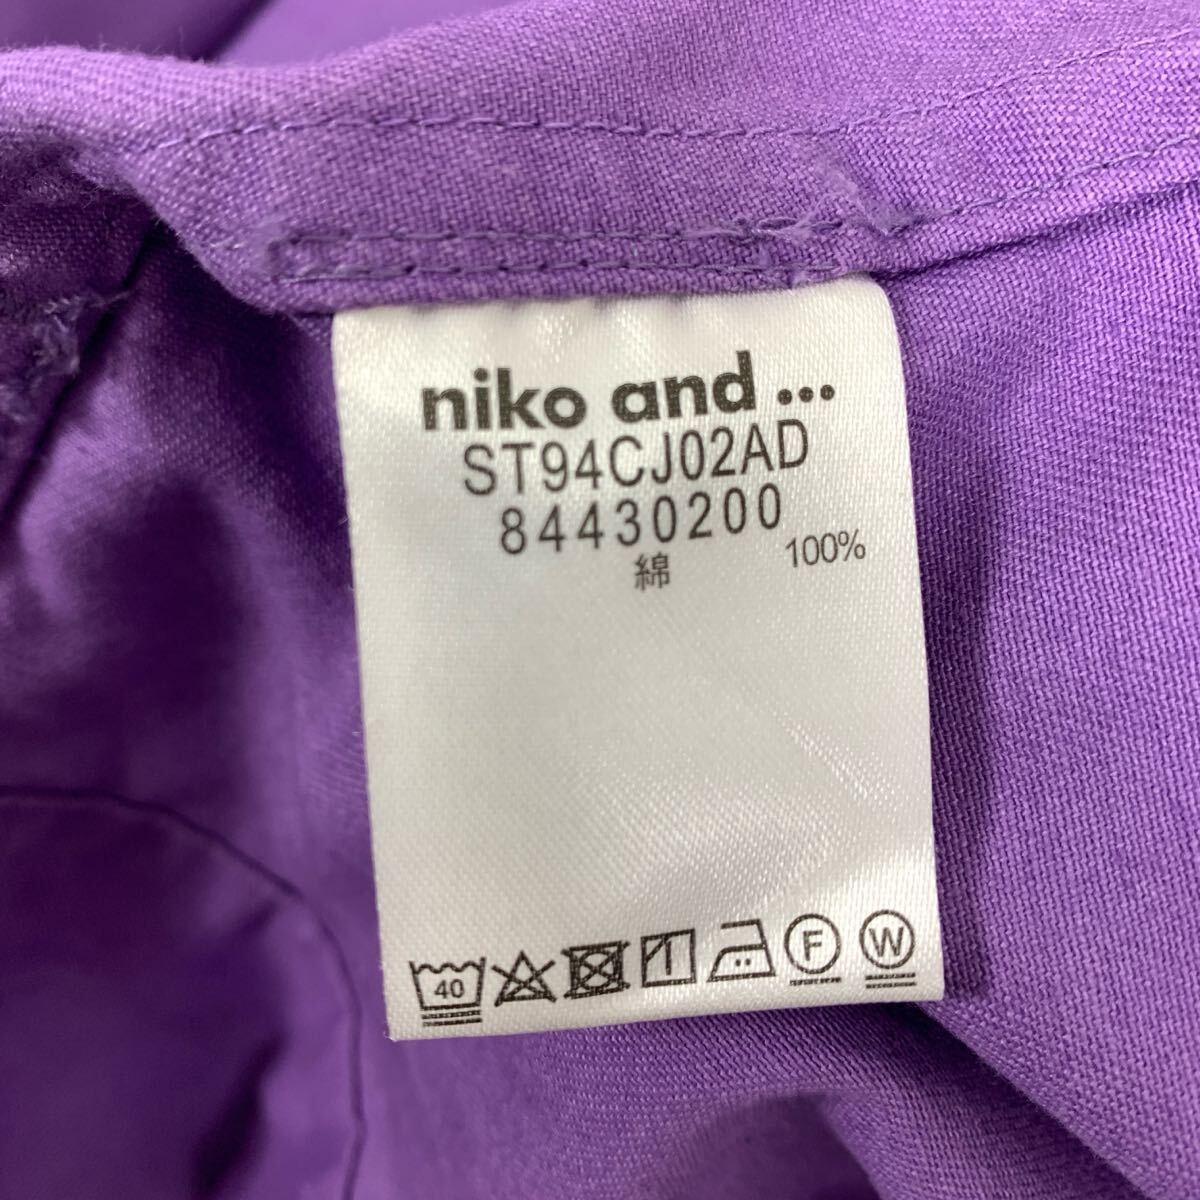 niko and ...
ST94CJ02AD
84430200
綿 100%
40 F W